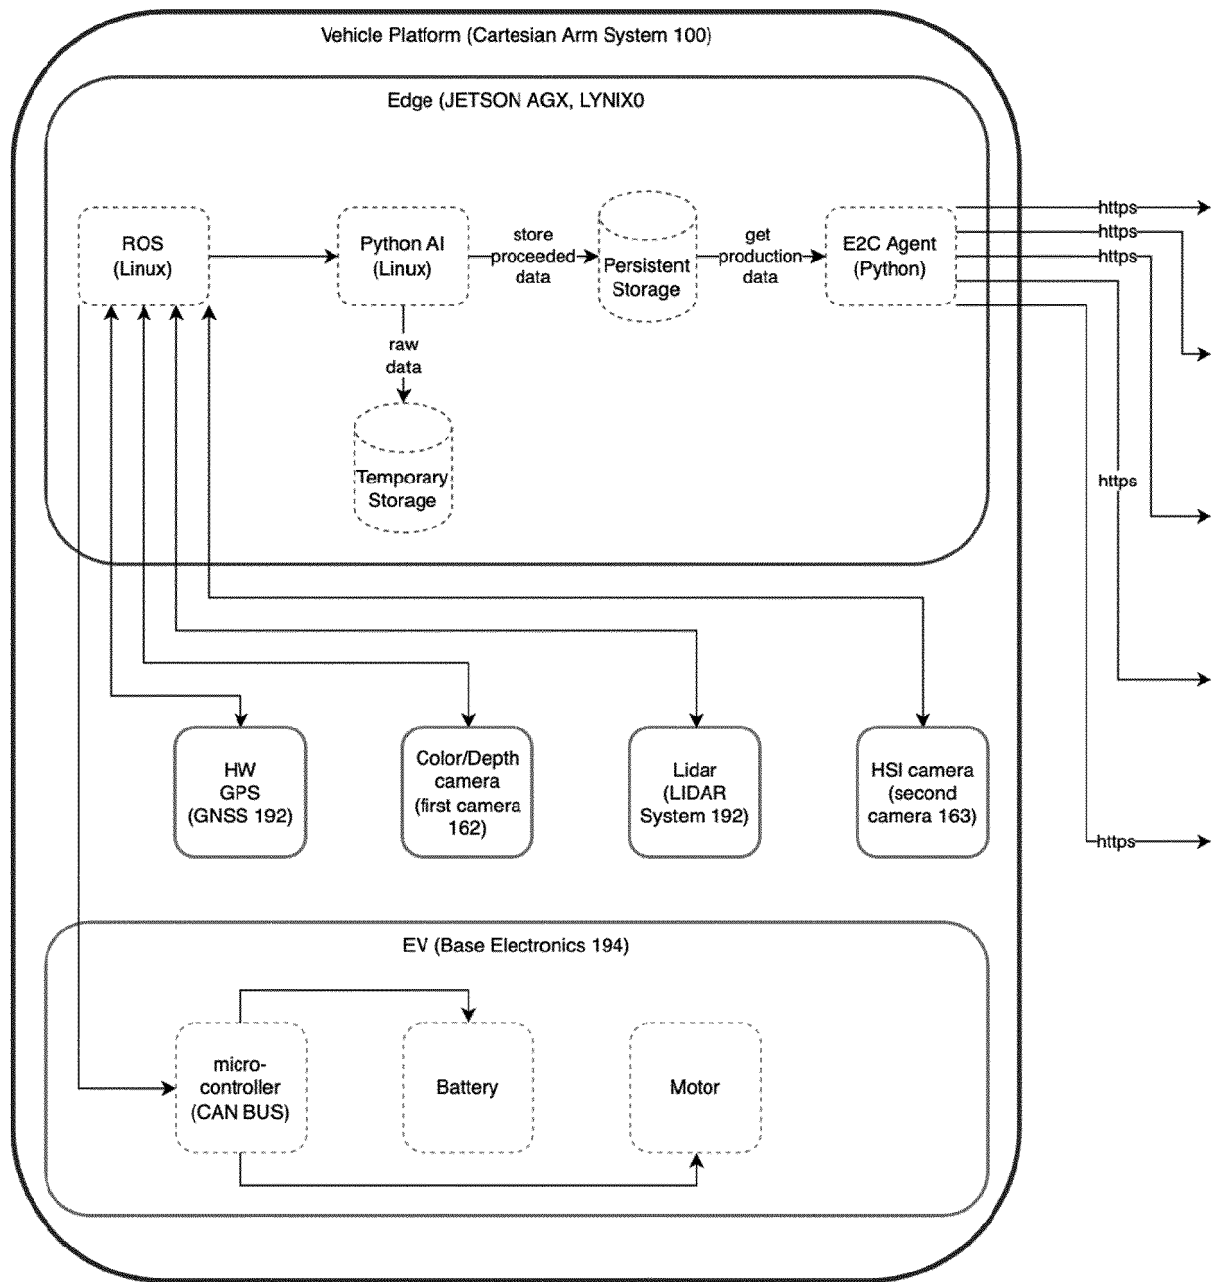 Vehicle Platform (Cartesian Arm System 100)
Edge (JETSON AGX, LYNIX0
ROS
(Linux)
Python AI
(Linux)
store
proceeded
data
Persistent
Storage
get
production
data
E2C Agent
(Python)
https
https
https
raw
data
Temporary
Storage
https
HW
GPS
(GNSS 192)
Color/Depth
camera
(first camera
162)
Lidar
(LIDAR
System 192)
HSI camera
(second
camera 163)
https
EV (Base Electronics 194)
micro-
controller
(CAN BUS)
Battery
Motor